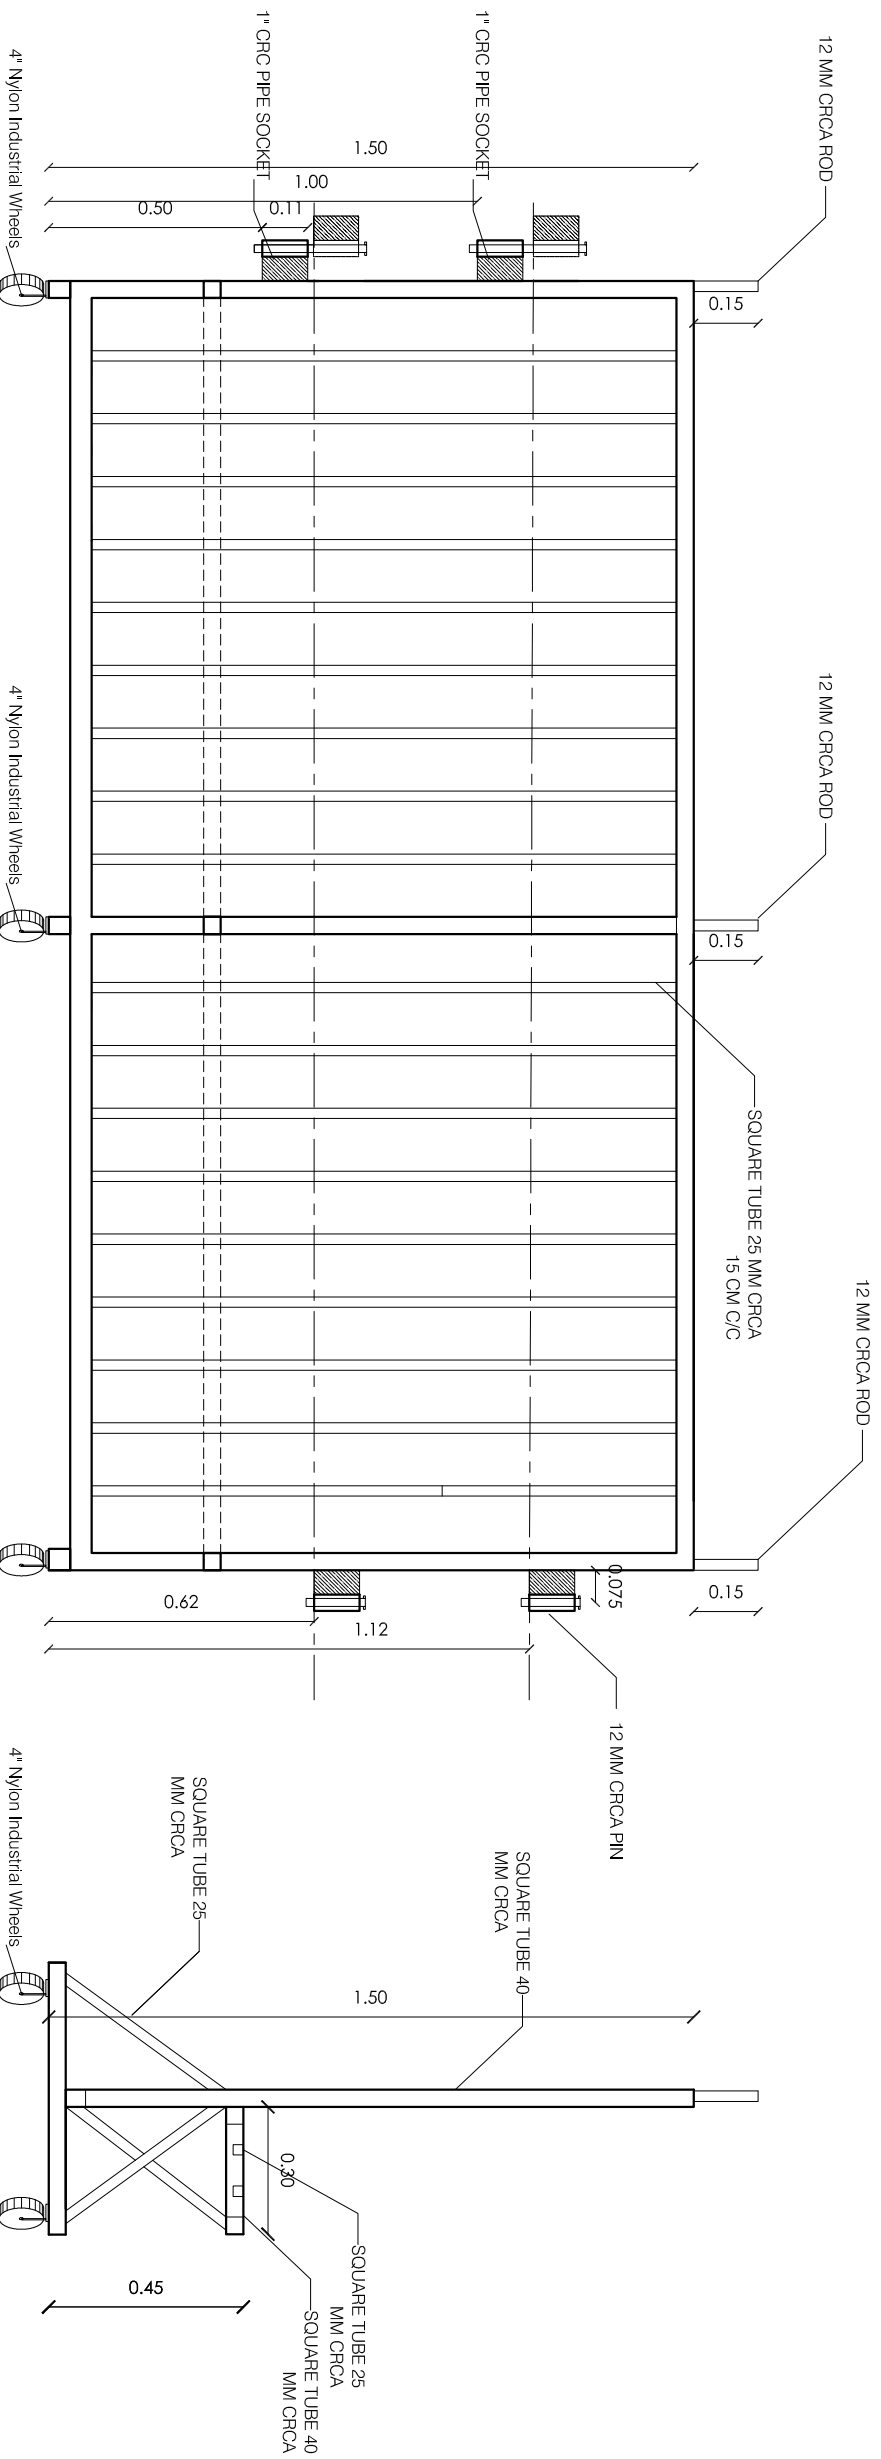 12 MM CRCA ROD
12 MM CRCA ROD
12 MM CRCA ROD
0.15
0.15
0.15
SQUARE TUBE 25 MM CRCA
15 CM C/C
1" CRC PIPE SOCKET
1" CRC PIPE SOCKET
1.50
1.00
0.50
0.11
0.075
0.62
1.12
12 MM CRCA PIN
4" Nylon Industrial Wheels
4" Nylon Industrial Wheels
4" Nylon Industrial Wheels
SQUARE TUBE 25
MM CRCA
SQUARE TUBE 40
MM CRCA
1.50
0.30
SQUARE TUBE 25
MM CRCA
SQUARE TUBE 40
MM CRCA
0.45